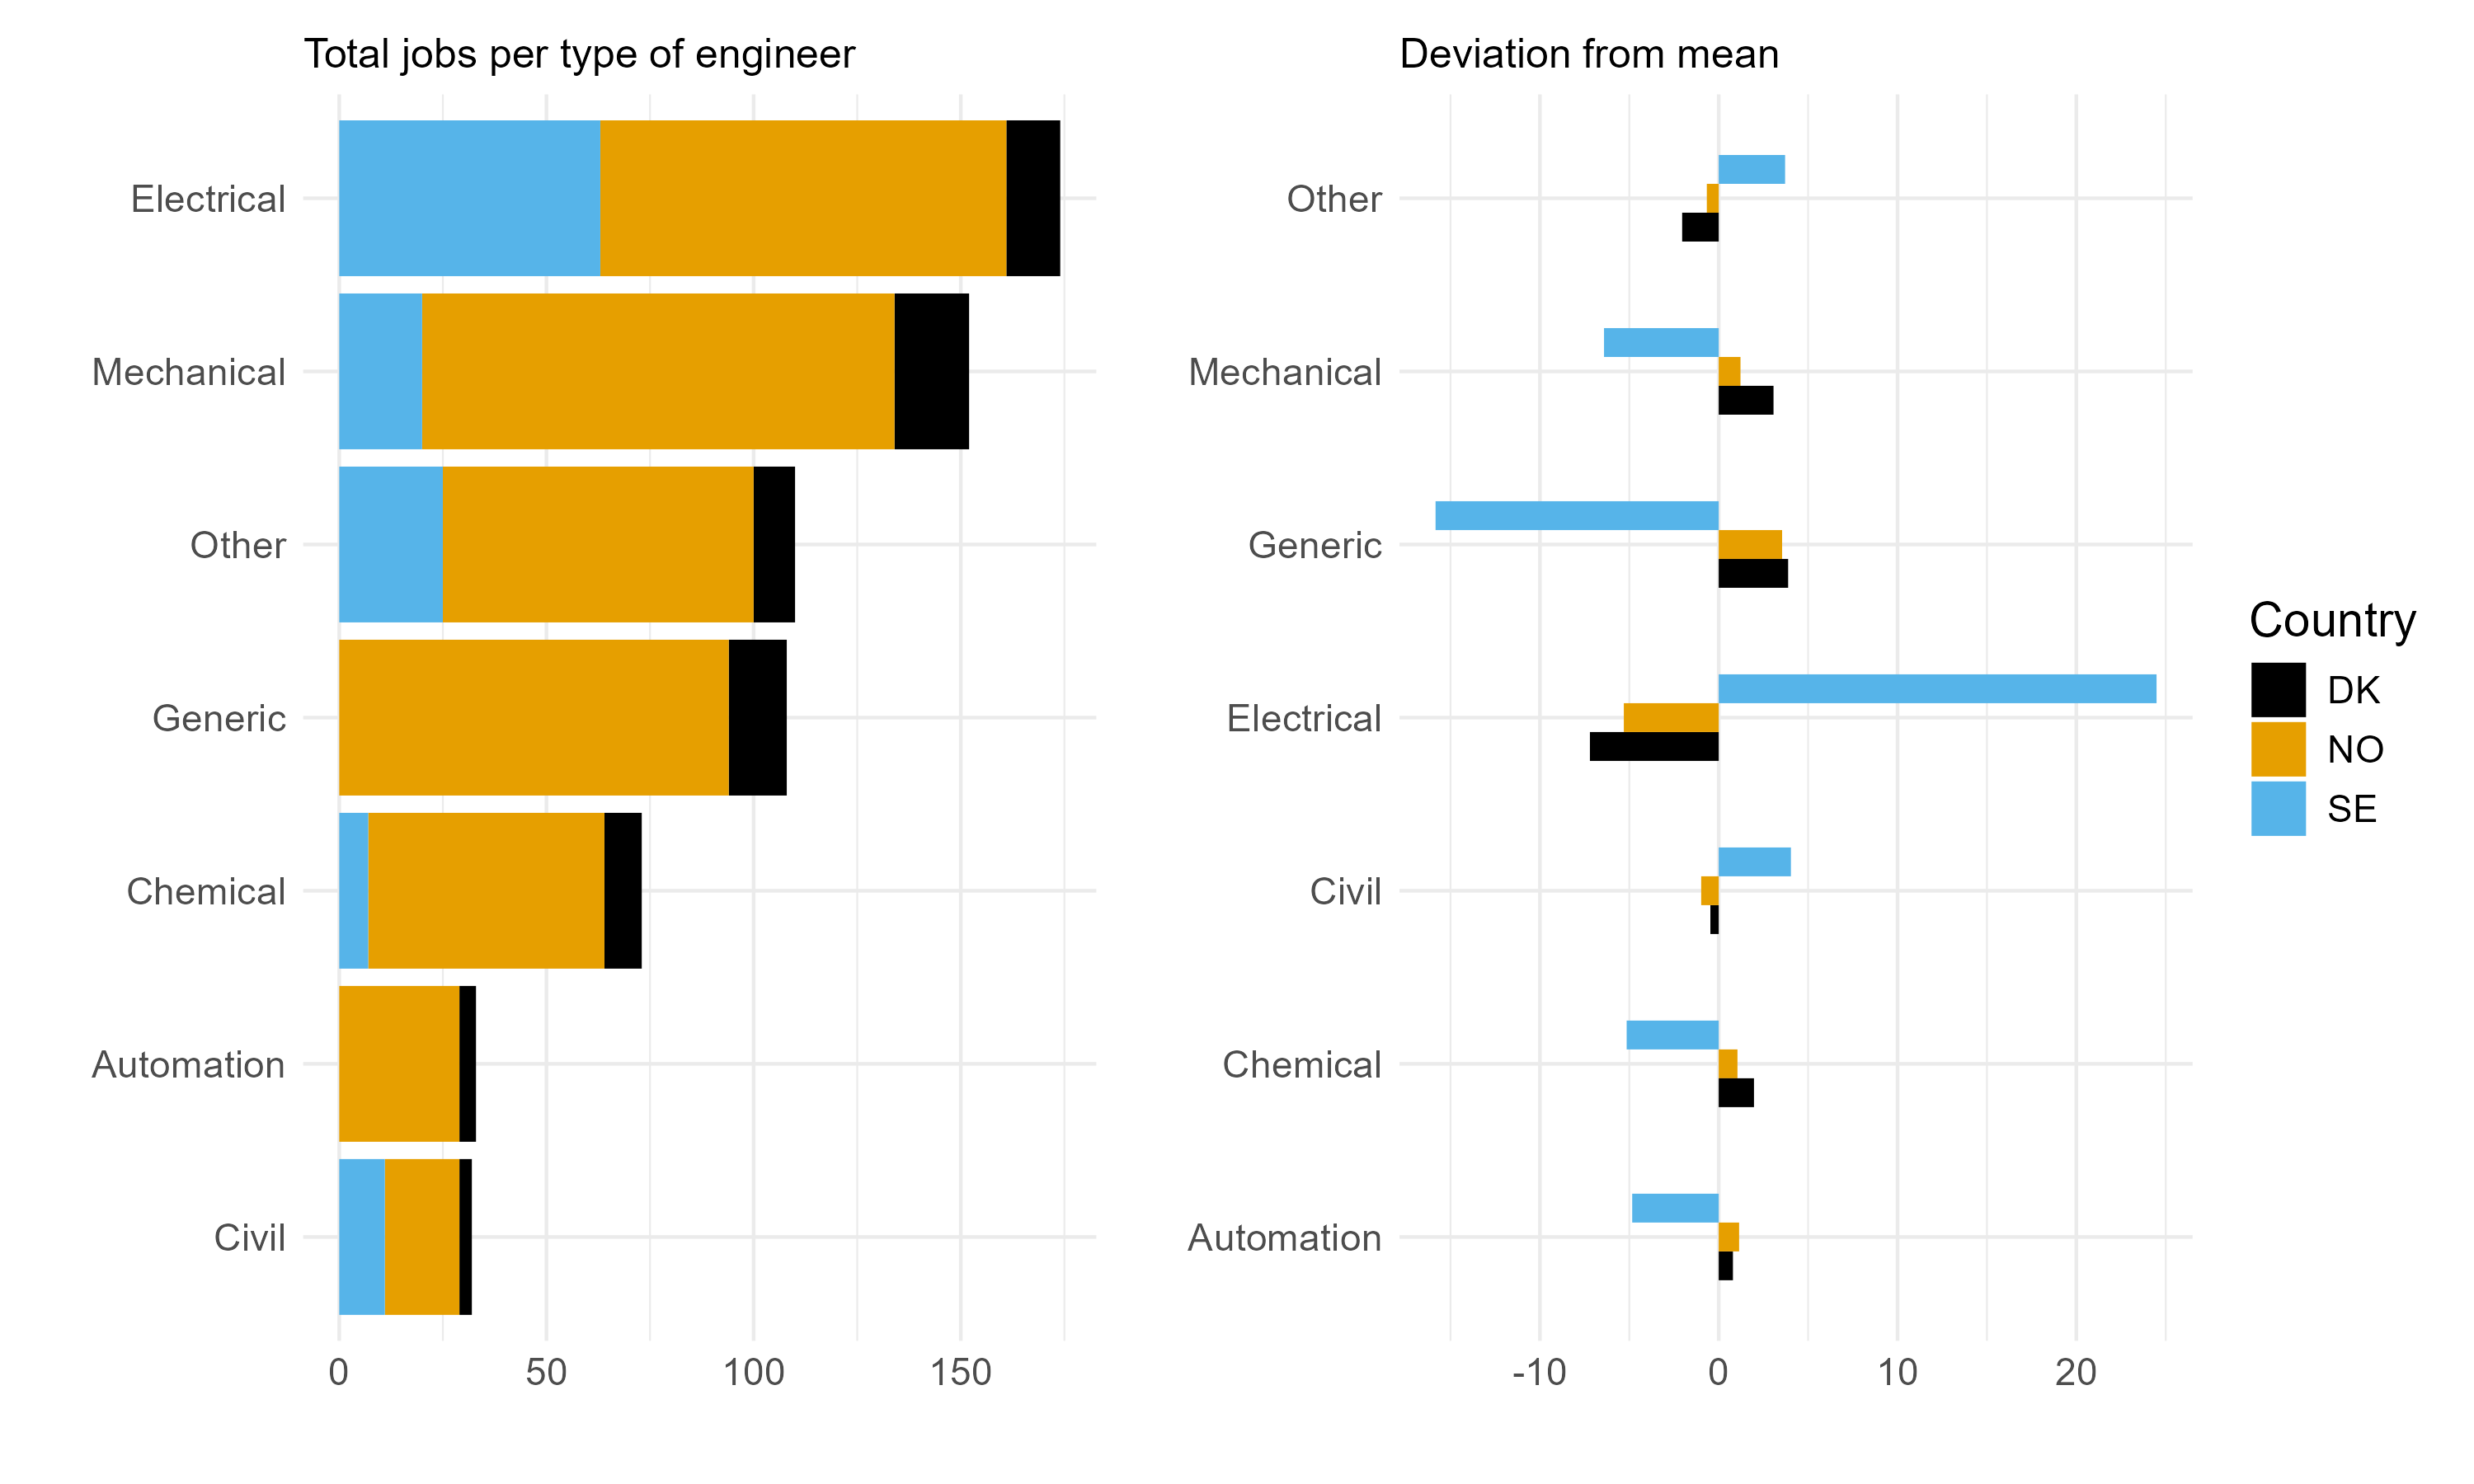 Total jobs per type of engineer
Electrical
Mechanical
Other
Generic
Chemical
Automation
Civil
0 50 100 150
Deviation from mean
Other
Mechanical
Generic
Electrical
Civil
Chemical
Automation
-10 0 10 20
Country
DK
NO
SE